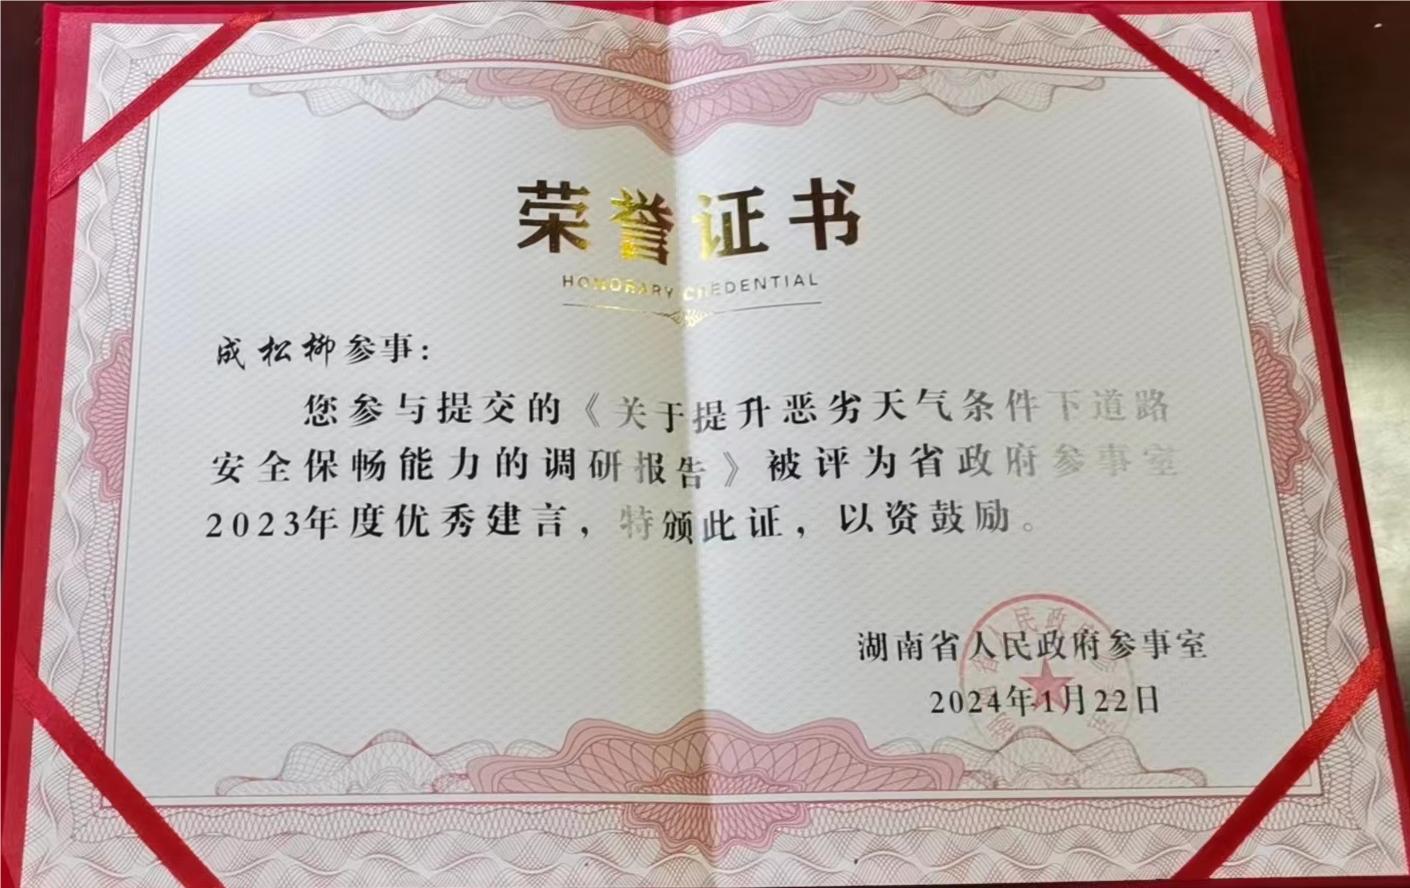 荣誉证书
HONORARY CREDENTIAL
成松柳参事：
您参与提交的《关于提升恶劣天气条件下道路
安全保畅能力的调研报告》被评为省政府参事室
2023年度优秀建言，特颁此证，以资鼓励。
湖南省人民政府参事室
2024年1月22日